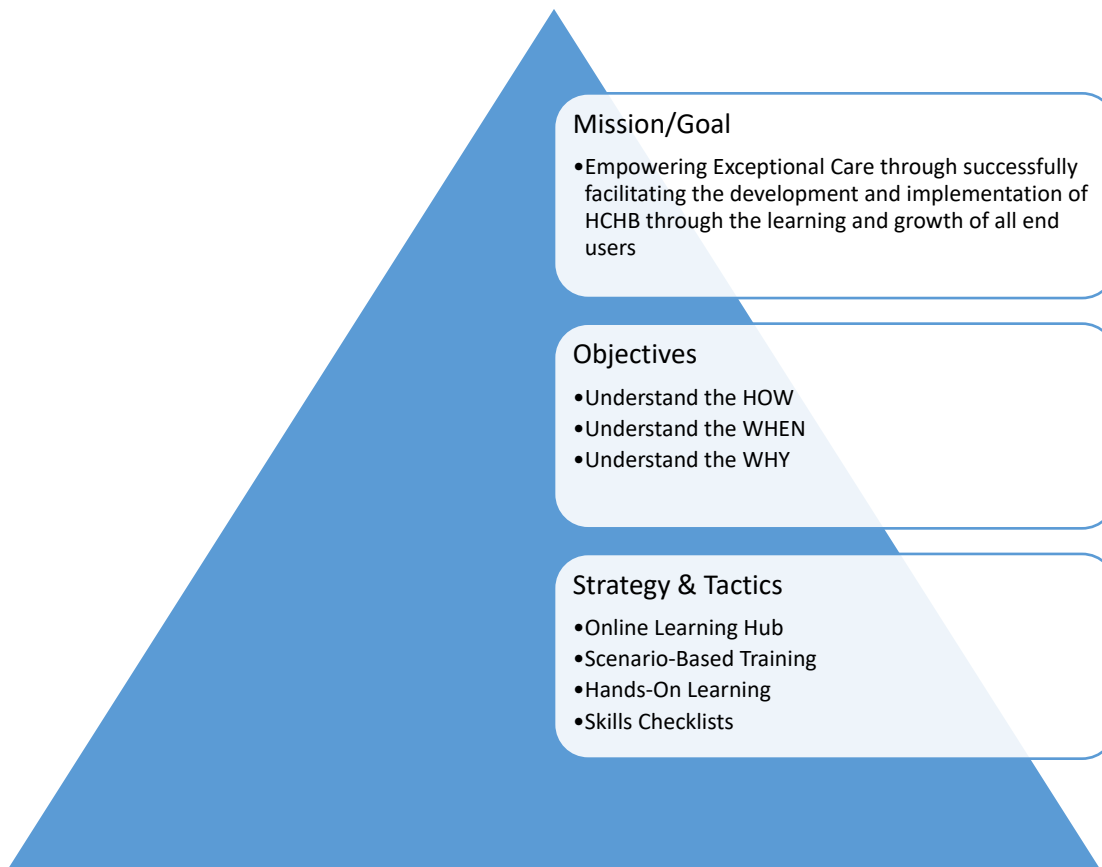 Mission/Goal
•Empowering Exceptional Care through successfully
facilitating the development and implementation of
HCHB through the learning and growth of all end
users
Objectives
•Understand the HOW
•Understand the WHEN
•Understand the WHY
Strategy & Tactics
•Online Learning Hub
•Scenario-Based Training
•Hands-On Learning
•Skills Checklists